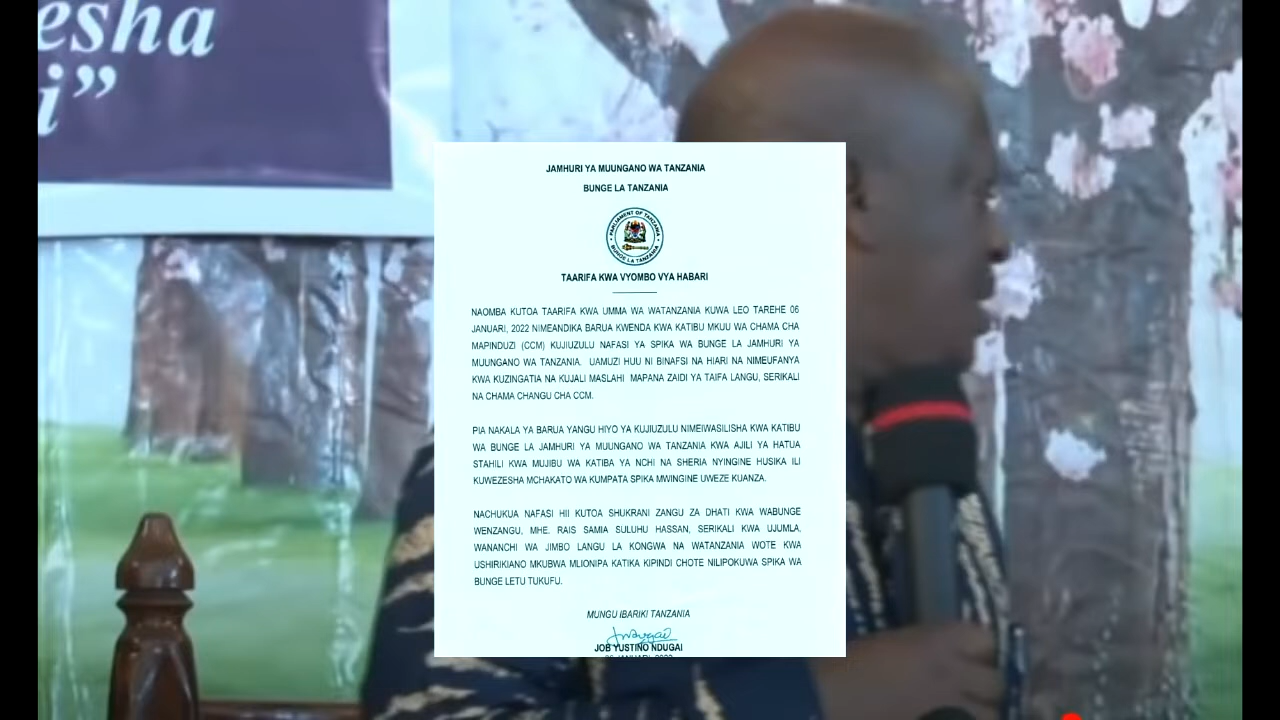 esha
i”
JAMHURI YA MUUNGANO WA TANZANIA
BUNGE LA TANZANIA
PARLIAMENT OF TANZANIA
BUNGE LA TANZANIA
TAARIFA KWA VYOMBO VYA HABARI
NAOMBA KUTOA TAARIFA KWA UMMA WA WATANZANIA KUWA LEO TAREHE 06
JANUARI, 2022 NIMEANDIKA BARUA KWENDA KWA KATIBU MKUU WA CHAMA CHA
MAPINDUZI (CCM) KUJIUZULU NAFASI YA SPIKA WA BUNGE LA JAMHURI YA
MUUNGANO WA TANZANIA. UAMUZI HUU NI BINAFSI NA HIARI NA NIMEUFANYA
KWA KUZINGATIA NA KUJALI MASLAHI MAPANA ZAIDI YA TAIFA LANGU, SERIKALI
NA CHAMA CHANGU CHA CCM.
PIA NAKALA YA BARUA YANGU HIYO YA KUJIUZULU NIMEIWASILISHA KWA KATIBU
WA BUNGE LA JAMHURI YA MUUNGANO WA TANZANIA KWA AJILI YA HATUA
STAHILI KWA MUJIBU WA KATIBA YA NCHI NA SHERIA NYINGINE HUSIKA ILI
KUWEZESHA MCHAKATO WA KUMPATA SPIKA MWINGINE UWEZE KUANZA.
NACHUKUA NAFASI HII KUTOA SHUKRANI ZANGU ZA DHATI KWA WABUNGE
WENZANGU, MHE. RAIS SAMIA SULUHU HASSAN, SERIKALI KWA UJUMLA,
WANANCHI WA JIMBO LANGU LA KONGWA NA WATANZANIA WOTE KWA
USHIRIKIANO MKUBWA MLIONIPA KATIKA KIPINDI CHOTE NILIPOKUWA SPIKA WA
BUNGE LETU TUKUFU.
MUNGU IBARIKI TANZANIA
JOB YUSTINO NDUGAI